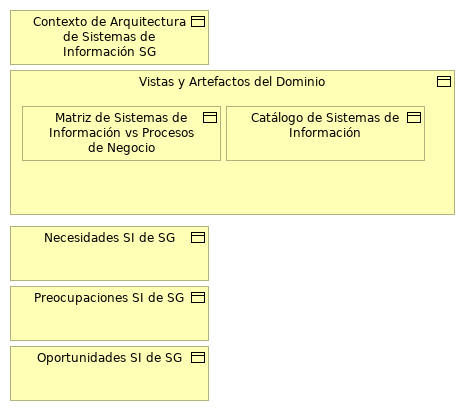 Contexto de Arquitectura
de Sistemas de
Información SG
Vistas y Artefactos del Dominio
Matriz de Sistemas de
Información vs Procesos
de Negocio
Catálogo de Sistemas de
Información
Necesidades SI de SG
Preocupaciones SI de SG
Oportunidades SI de SG